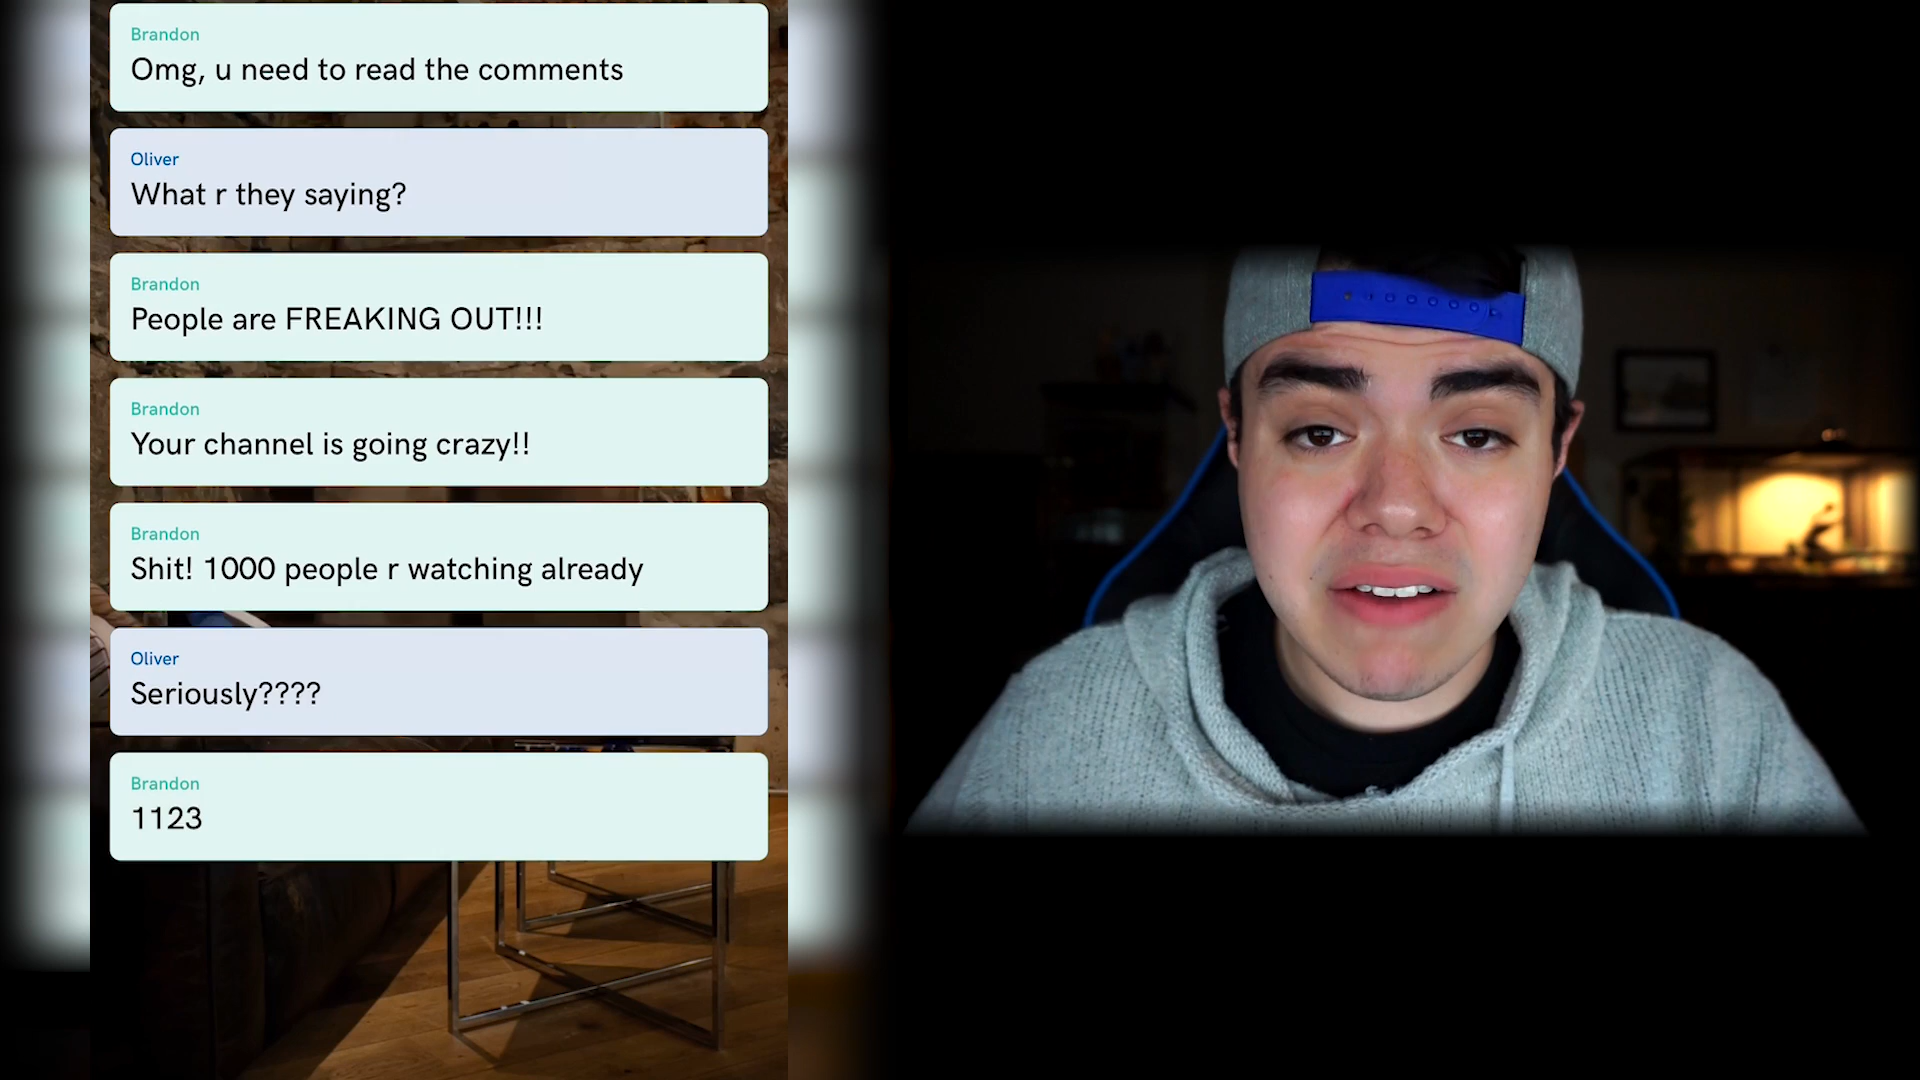 Brandon
Omg, u need to read the comments
Oliver
What r they saying?
Brandon
People are FREAKING OUT!!!
Brandon
Your channel is going crazy!!
Brandon
Shit! 1000 people r watching already
Oliver
Seriously????
Brandon
1123